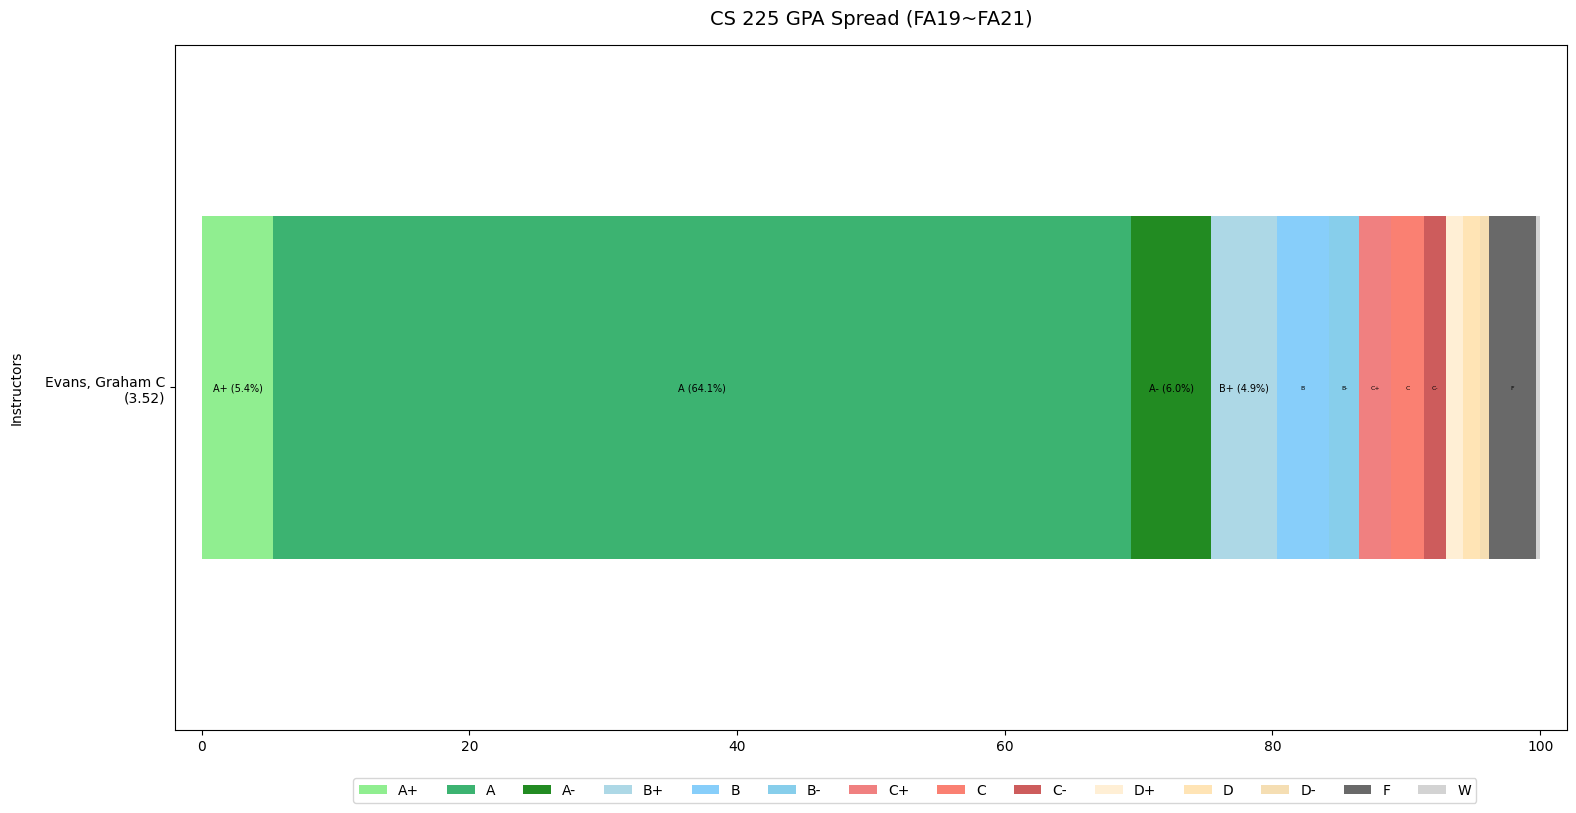 CS 225 GPA Spread (FA19~FA21)
Instructors
Evans, Graham C
(3.52)
A+ (5.4%)
A (64.1%)
A- (6.0%)
B+ (4.9%)
B
B-
C+
C
C-
F
0
20
40
60
80
100
A+
A
A-
B+
B
B-
C+
C
C-
D+
D
D-
F
W